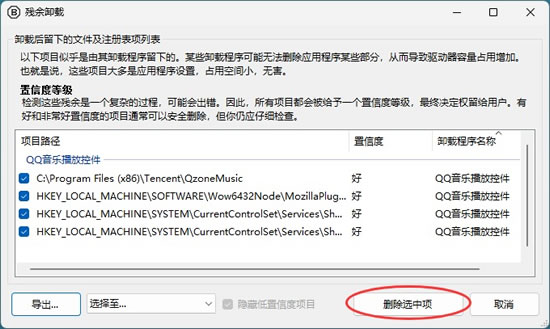 残余卸载
卸载后留下的文件及注册表项列表
以下项目似乎是由其卸载程序留下的。某些卸载程序可能无法删除应用程序某些部分，从而导致驱动器容量占用增加。
也就是说，这些项目大多是应用程序设置，占用空间小，无害。
置信度等级
检测这些残余是一个复杂的过程，可能会出错。因此，所有项目都会被给予一个置信度等级，最终决定权留给用户。有
好和非常好置信度的项目通常可以安全删除，但你仍应仔细检查。
项目路径 置信度 卸载程序名称
QQ音乐播放控件
C:\Program Files (x86)\Tencent\QzoneMusic 好 QQ音乐播放控件
HKEY_LOCAL_MACHINE\SOFTWARE\Wow6432Node\MozillaPlug... 好 QQ音乐播放控件
HKEY_LOCAL_MACHINE\SYSTEM\CurrentControlSet\Services\Sh... 好 QQ音乐播放控件
HKEY_LOCAL_MACHINE\SYSTEM\CurrentControlSet\Services\Sh... 好 QQ音乐播放控件
导出... 选择至... 隐藏低置信度项目 删除选中项 取消